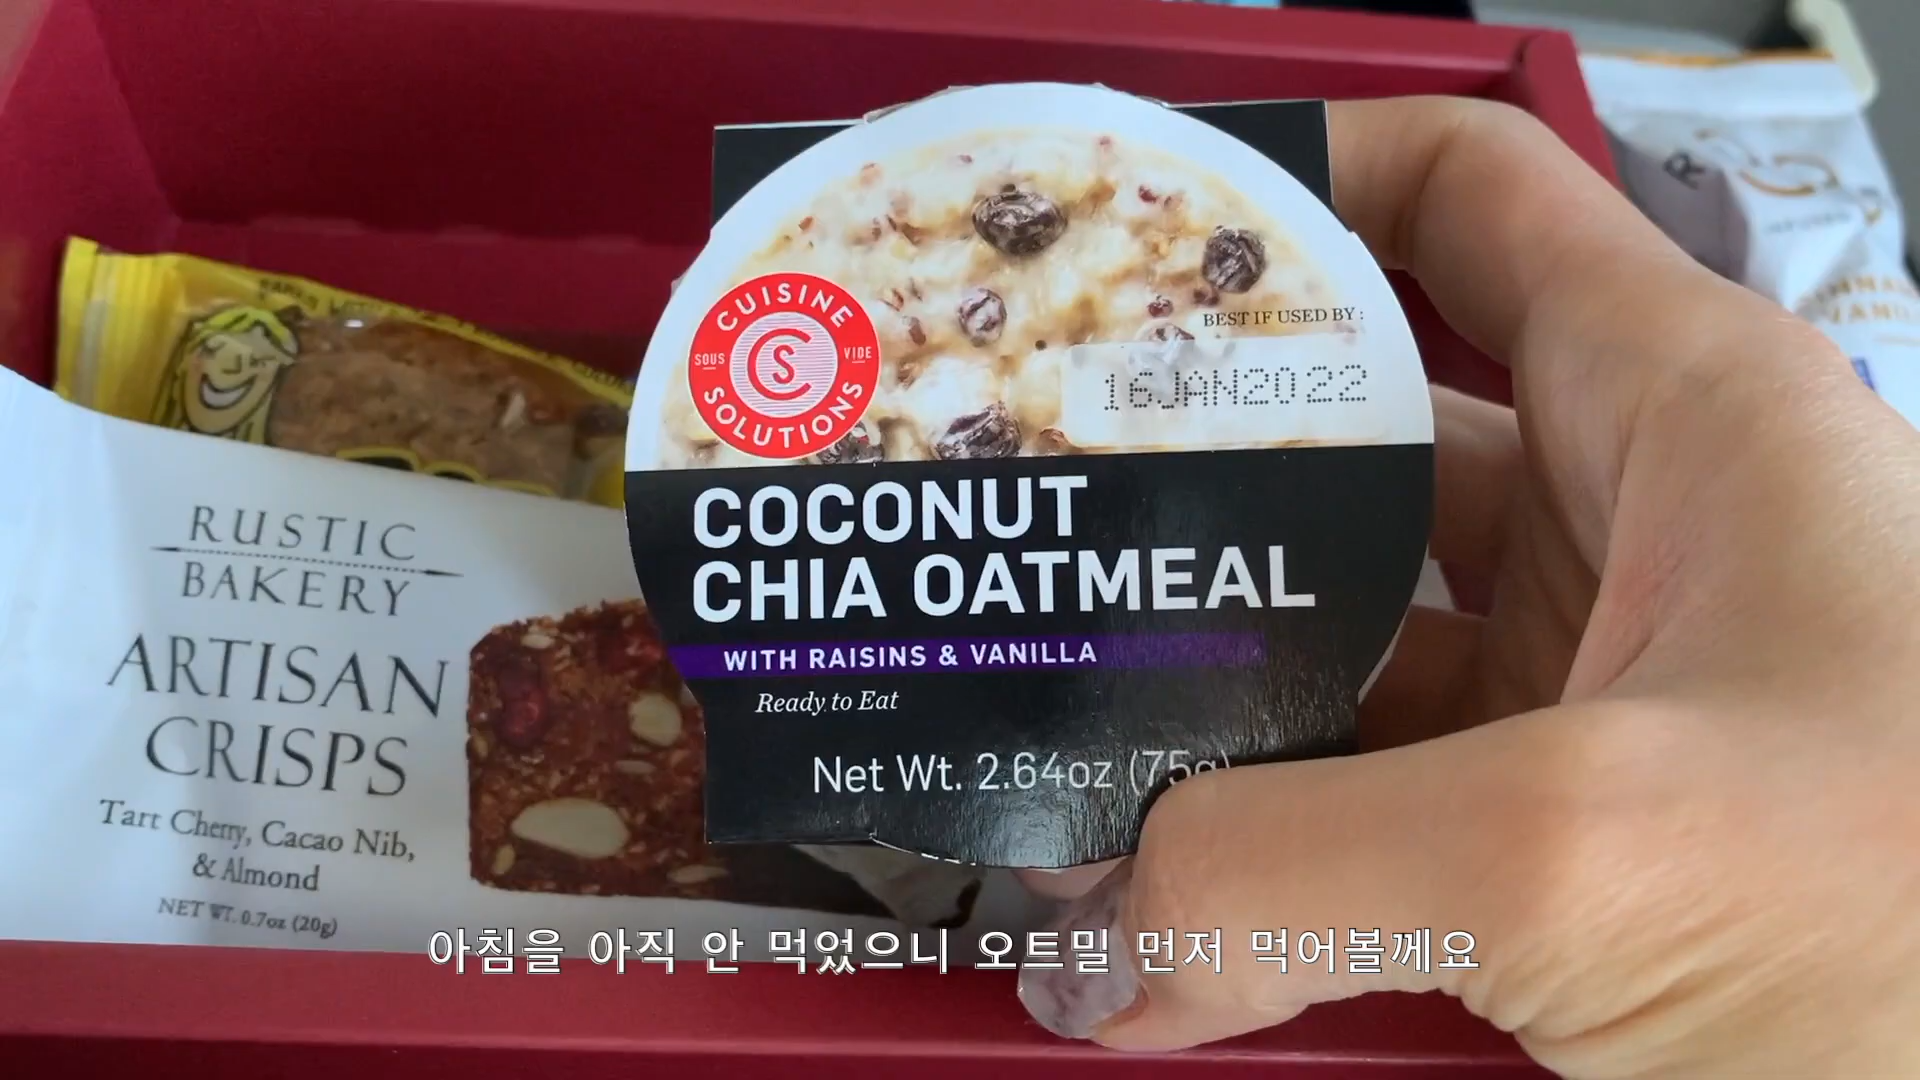 CUISINE
SOUS
VIDE
CS
SOLUTIONS
BEST IF USED BY:
16JAN2022
COCONUT
CHIA OATMEAL
WITH RAISINS & VANILLA
Ready to Eat
Net Wt. 2.64oz (75g)
RUSTIC
BAKERY
ARTISAN
CRISPS
Tart Cherry, Cacao Nib,
& Almond
NET WT. 0.7oz (20g)
아침을 아직 안 먹었으니 오트밀 먼저 먹어볼께요